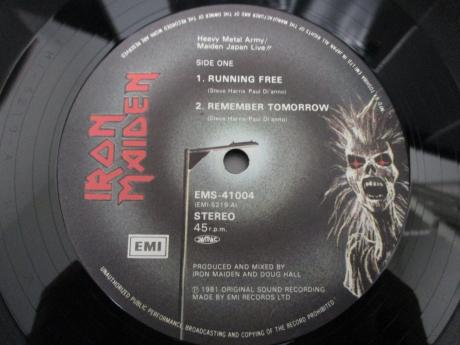 Heavy Metal Army/
Maiden Japan Live!!
SIDE ONE
1. RUNNING FREE
(Steve Harris·Paul Di'anno)
2. REMEMBER TOMORROW
(Steve Harris·Paul Di'anno)
IRON
MAIDEN
EMS-41004
(EMI-5219-A)
STEREO
45 r.p.m.
EMI
PRODUCED AND MIXED BY
IRON MAIDEN AND DOUG HALL
Ⓟ 1981 ORIGINAL SOUND RECORDING
MADE BY EMI RECORDS LTD
UNAUTHORIZED PUBLIC PERFORMANCE, BROADCASTING AND COPYING OF THE RECORD PROHIBITED!